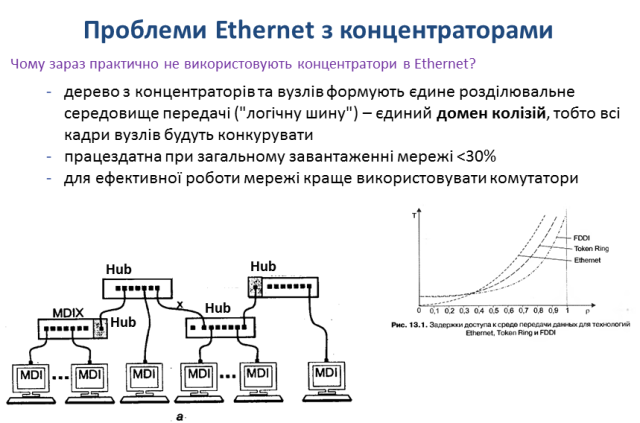 Проблеми Ethernet з концентраторами
Чому зараз практично не використовують концентратори в Ethernet?
- дерево з концентраторів та вузлів формують єдине розділювальне
середовище передачі ("логічну шину") – єдиний домен колізій, тобто всі
кадри вузлів будуть конкурувати
- працездатна при загальному завантаженні мережі <30%
- для ефективної роботи мережі краще використовувати комутатори
Hub
Hub
x
Hub
MDIX
Hub
MDI
MDI
MDI
MDI
MDI
MDI
а
T
FDDI
Token Ring
Ethernet
0 0,1 0,2 0,3 0,4 0,5 0,6 0,7 0,8 0,9 1 ρ
Рис. 13.1. Задержки доступа к среде передачи данных для технологий
Ethernet, Token Ring и FDDI